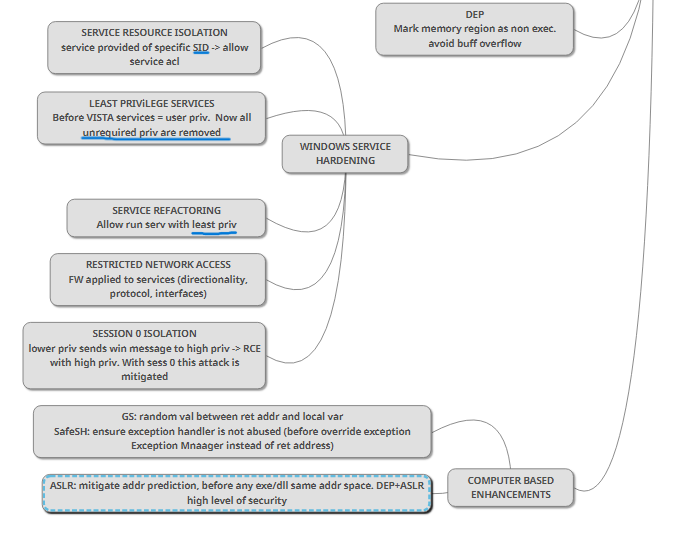 DEP
Mark memory region as non exec.
avoid buff overflow
SERVICE RESOURCE ISOLATION
service provided of specific SID -> allow
service acl
LEAST PRIViLEGE SERVICES
Before VISTA services = user priv.  Now all
unrequired priv are removed
WINDOWS SERVICE
HARDENING
SERVICE REFACTORING
Allow run serv with least priv
RESTRICTED NETWORK ACCESS
FW applied to services (directionality,
protocol, interfaces)
SESSION 0 ISOLATION
lower priv sends win message to high priv -> RCE
with high priv. With sess 0 this attack is
mitigated
GS: random val between ret addr and local var
SafeSH: ensure exception handler is not abused (before override exception
Exception Mnaager instead of ret address)
COMPUTER BASED
ENHANCEMENTS
ASLR: mitigate addr prediction, before any exe/dll same addr space. DEP+ASLR
high level of security